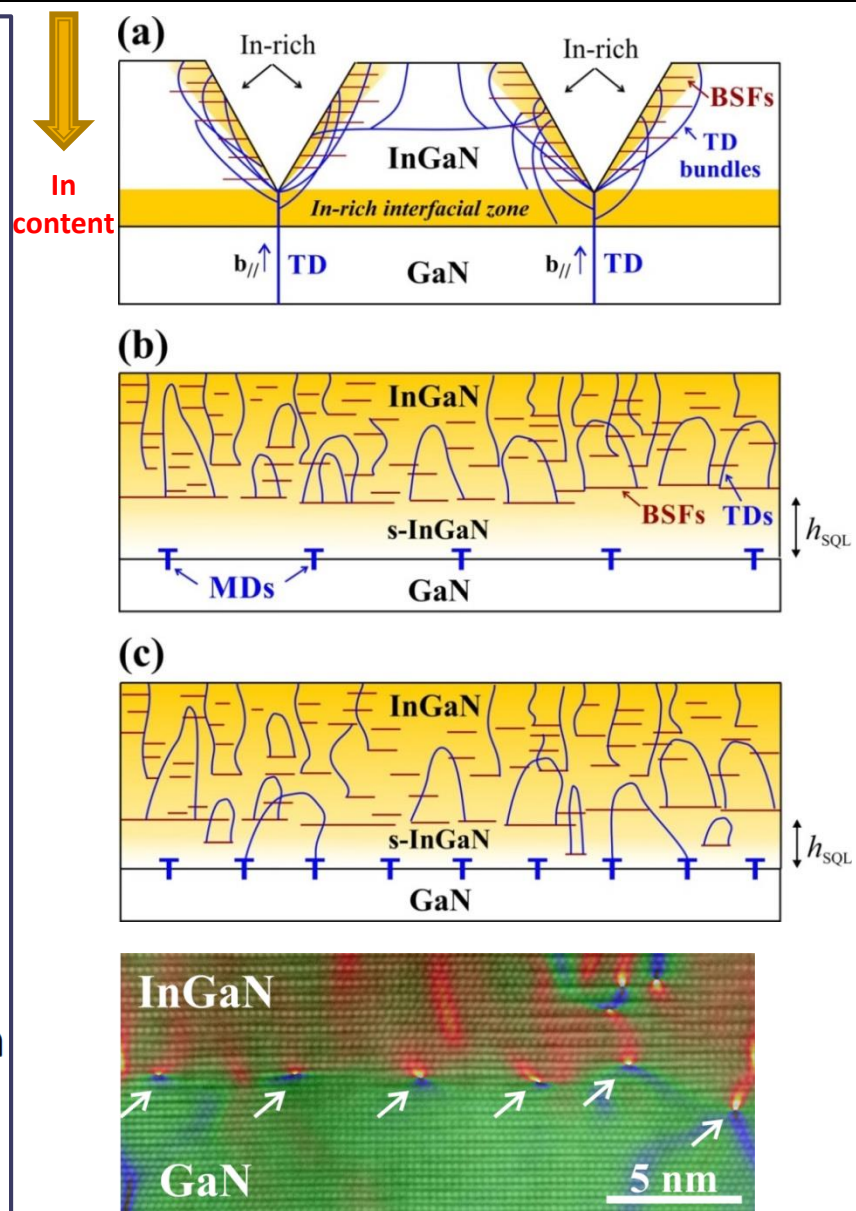 (a)
In-rich
In-rich
BSFs
TD
bundles
InGaN
In
content
In-rich interfacial zone
b// TD
b// TD
GaN
(b)
InGaN
BSFs
TDs
s-InGaN
hSQL
MDs
GaN
(c)
InGaN
s-InGaN
hSQL
GaN
InGaN
GaN
5 nm